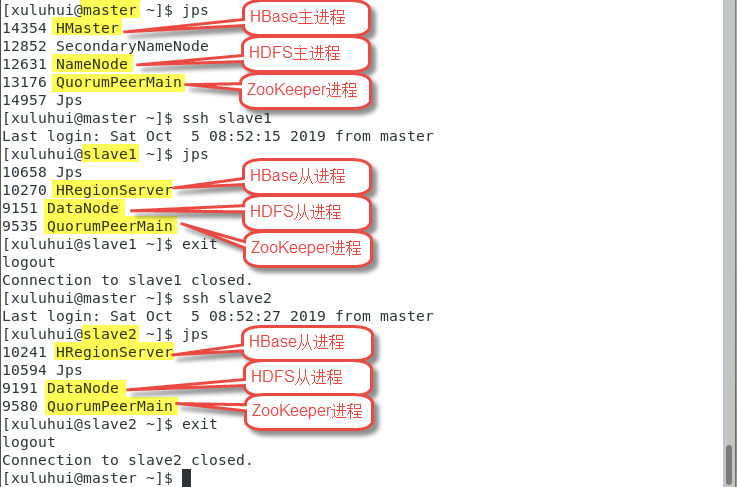 [xuluhui@master ~]$ jps
14354 HMaster
HBase主进程
12852 SecondaryNameNode
12631 NameNode
HDFS主进程
13176 QuorumPeerMain
ZooKeeper进程
14957 Jps
[xuluhui@master ~]$ ssh slave1
Last login: Sat Oct  5 08:52:15 2019 from master
[xuluhui@slave1 ~]$ jps
10658 Jps
HBase从进程
10270 HRegionServer
9151 DataNode
HDFS从进程
9535 QuorumPeerMain
ZooKeeper进程
[xuluhui@slave1 ~]$ exit
logout
Connection to slave1 closed.
[xuluhui@master ~]$ ssh slave2
Last login: Sat Oct  5 08:52:27 2019 from master
[xuluhui@slave2 ~]$ jps
10241 HRegionServer
HBase从进程
10594 Jps
HDFS从进程
9191 DataNode
9580 QuorumPeerMain
ZooKeeper进程
[xuluhui@slave2 ~]$ exit
logout
Connection to slave2 closed.
[xuluhui@master ~]$